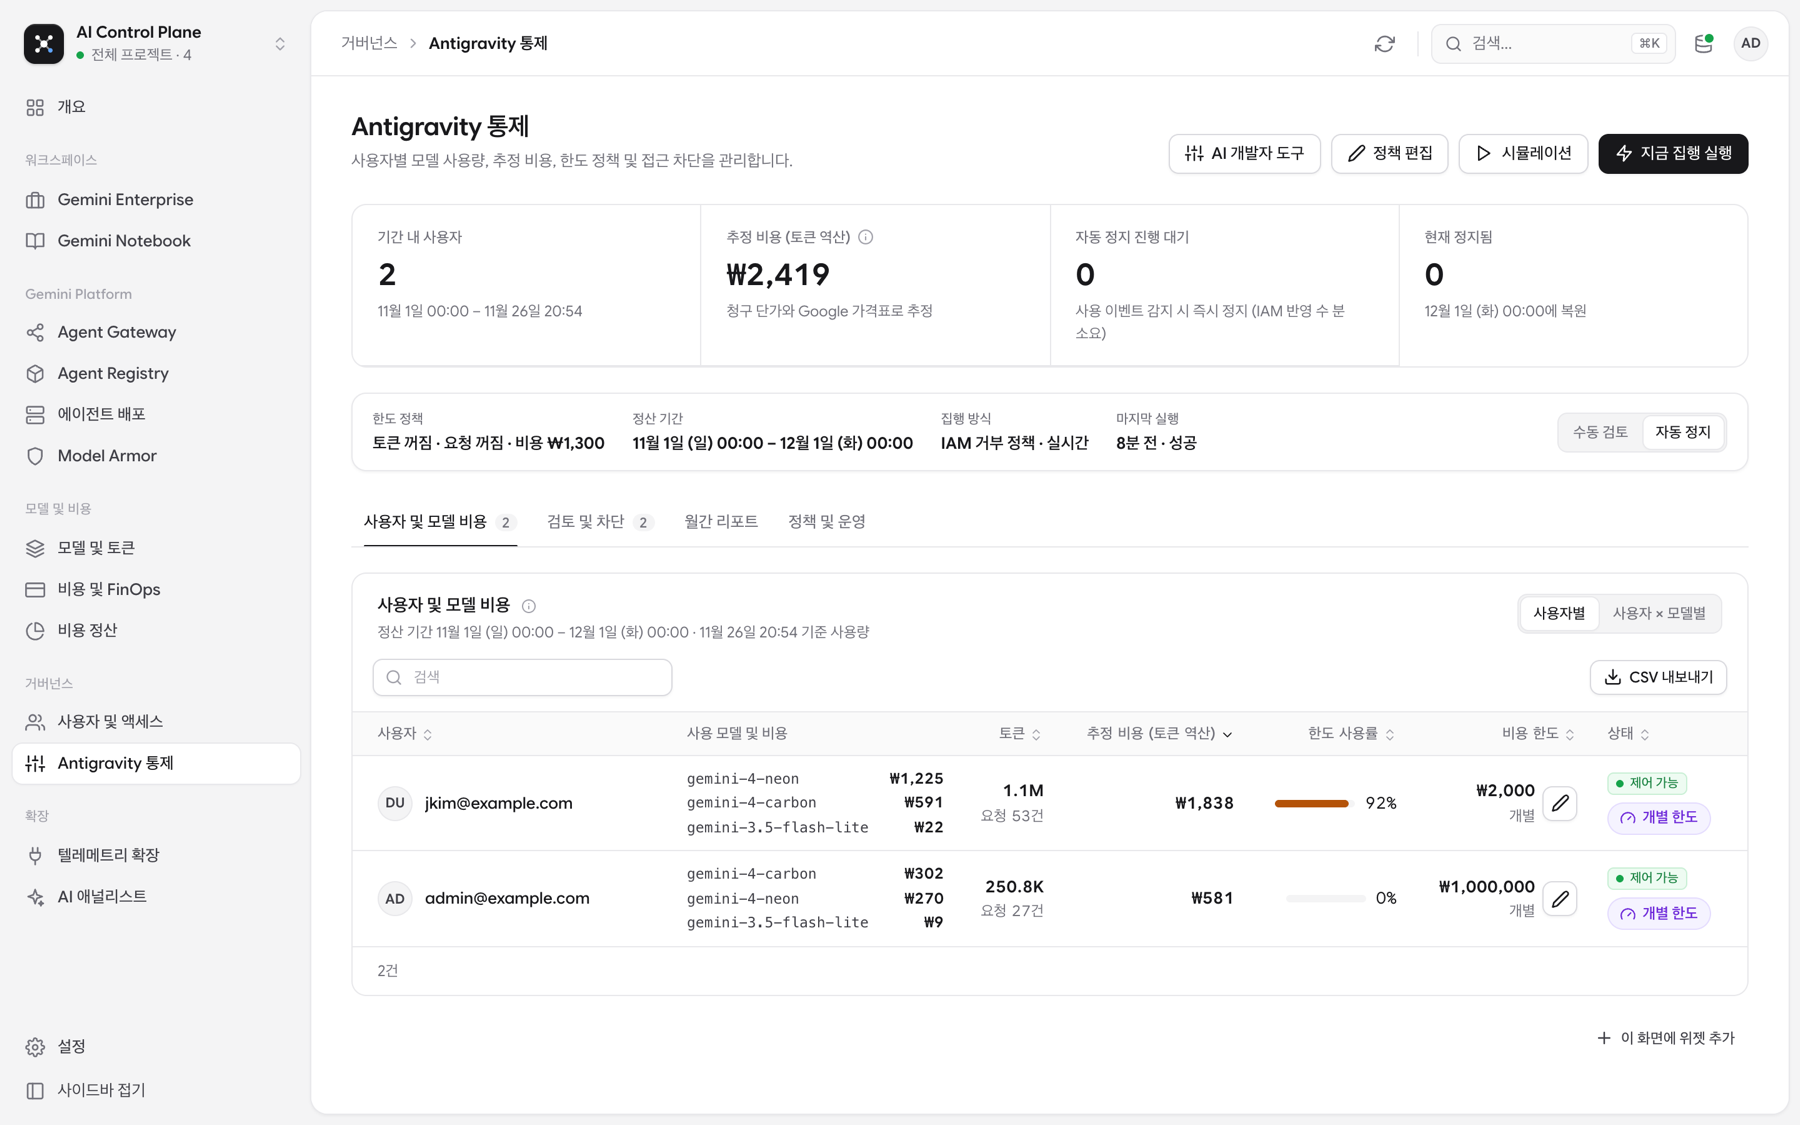 AI Control Plane
전체 프로젝트 · 4
개요
워크스페이스
Gemini Enterprise
Gemini Notebook
Gemini Platform
Agent Gateway
Agent Registry
에이전트 배포
Model Armor
모델 및 비용
모델 및 토큰
비용 및 FinOps
비용 정산
거버넌스
사용자 및 액세스
Antigravity 통제
확장
텔레메트리 확장
AI 애널리스트
설정
사이드바 접기
거버넌스 > Antigravity 통제
검색... ⌘K
AD
Antigravity 통제
사용자별 모델 사용량, 추정 비용, 한도 정책 및 접근 차단을 관리합니다.
AI 개발자 도구
정책 편집
시뮬레이션
지금 집행 실행
기간 내 사용자
2
11월 1일 00:00 – 11월 26일 20:54
추정 비용 (토큰 역산)
₩2,419
청구 단가와 Google 가격표로 추정
자동 정지 진행 대기
0
사용 이벤트 감지 시 즉시 정지 (IAM 반영 수 분
소요)
현재 정지됨
0
12월 1일 (화) 00:00에 복원
한도 정책
토큰 꺼짐 · 요청 꺼짐 · 비용 ₩1,300
정산 기간
11월 1일 (일) 00:00 – 12월 1일 (화) 00:00
집행 방식
IAM 거부 정책 · 실시간
마지막 실행
8분 전 · 성공
수동 검토
자동 정지
사용자 및 모델 비용 2
검토 및 차단 2
월간 리포트
정책 및 운영
사용자 및 모델 비용
정산 기간 11월 1일 (일) 00:00 – 12월 1일 (화) 00:00 · 11월 26일 20:54 기준 사용량
사용자별
사용자 × 모델별
검색
CSV 내보내기
사용자 사용 모델 및 비용 토큰 추정 비용 (토큰 역산) 한도 사용률 비용 한도 상태
DU
jkim@example.com
gemini-4-neon ₩1,225
gemini-4-carbon ₩591
gemini-3.5-flash-lite ₩22
1.1M
요청 53건
₩1,838
92%
₩2,000
개별
제어 가능
개별 한도
AD
admin@example.com
gemini-4-carbon ₩302
gemini-4-neon ₩270
gemini-3.5-flash-lite ₩9
250.8K
요청 27건
₩581
0%
₩1,000,000
개별
제어 가능
개별 한도
2건
이 화면에 위젯 추가